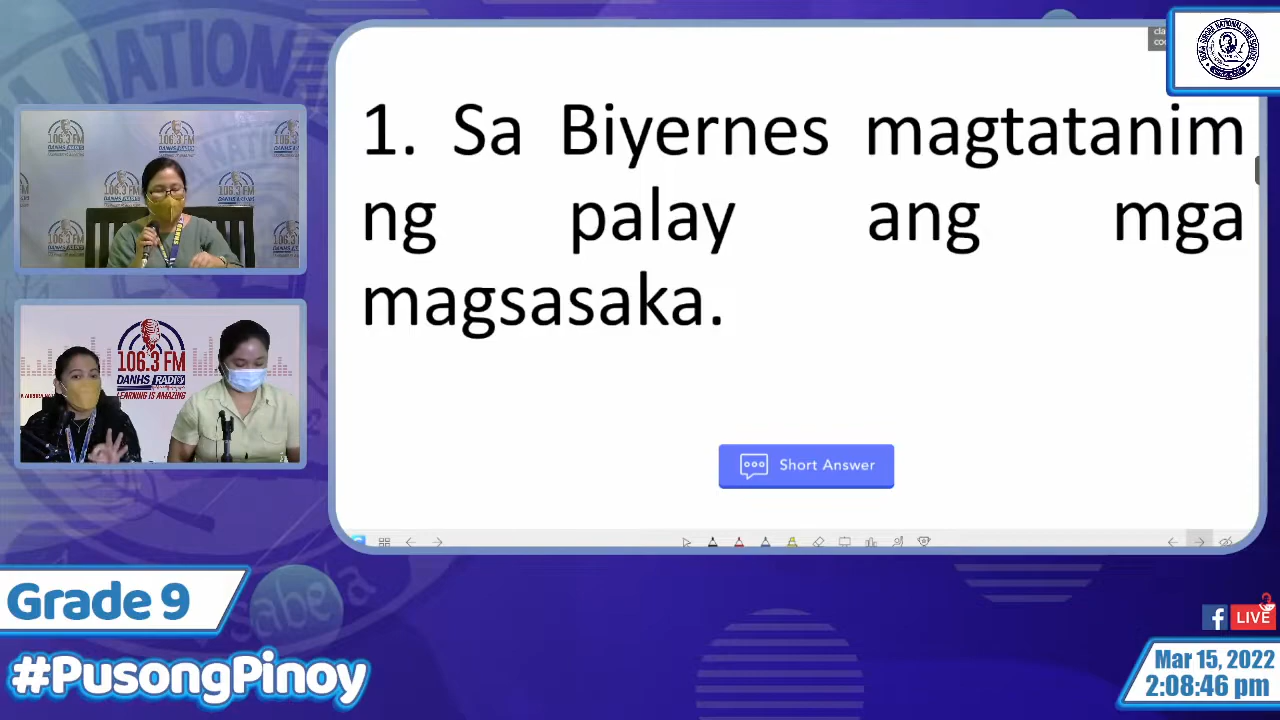 1. Sa Biyernes magtatanim
ng palay ang mga
magsasaka.
Short Answer
106.3 FM
DANHS RADIO
LEARNING IS AMAZING
Grade 9
#PusongPinoy
LIVE
Mar 15, 2022
2:08:46 pm